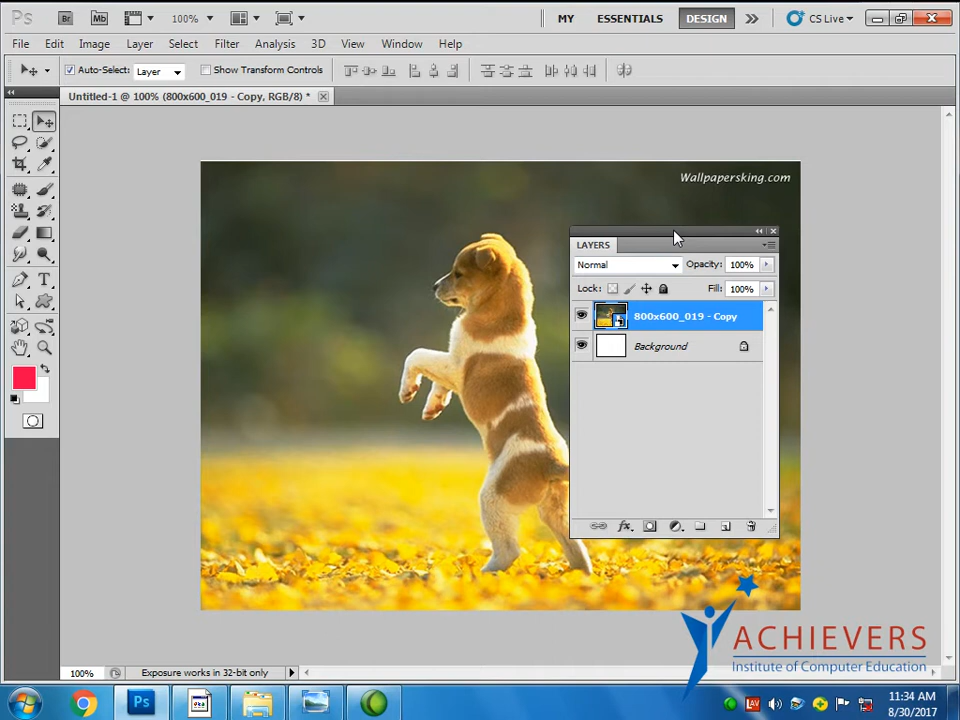 Ps Br Mb 100% MY ESSENTIALS DESIGN CS Live
File Edit Image Layer Select Filter Analysis 3D View Window Help
Auto-Select: Layer Show Transform Controls
Untitled-1 @ 100% (800x600_019 - Copy, RGB/8) *
Wallpapersking.com
LAYERS
Normal Opacity: 100%
Lock: Fill: 100%
800x600_019 - Copy
Background
fx
T
ACHIEVERS
Institute of Computer Education
100% Exposure works in 32-bit only
Ps 11:34 AM
8/30/2017